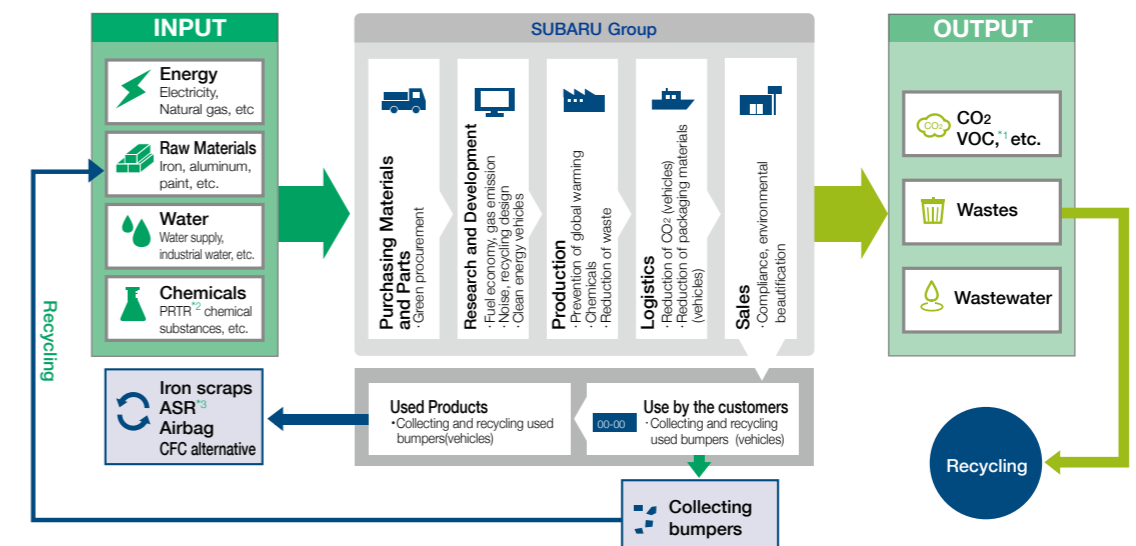 INPUT
Energy
Electricity,
Natural gas, etc
Raw Materials
Iron, aluminum,
paint, etc.
Water
Water supply,
industrial water, etc.
Chemicals
PRTR*2 chemical
substances, etc.
SUBARU Group
Purchasing Materials
and Parts
・Green procurement
Research and Development
・Fuel economy, gas emission
・Noise, recycling design
・Clean energy vehicles
Production
・Prevention of global warming
・Chemicals
・Reduction of waste
Logistics
・Reduction of CO2 (vehicles)
・Reduction of packaging materials
(vehicles)
Sales
・Compliance, environmental
beautification
OUTPUT
CO2
CO2
VOC,*1 etc.
Wastes
Wastewater
Recycling
Iron scraps
ASR*3
Airbag
CFC alternative
Used Products
・Collecting and recycling used
bumpers(vehicles)
00-00
Use by the customers
・Collecting and recycling
used bumpers (vehicles)
Collecting
bumpers
Recycling